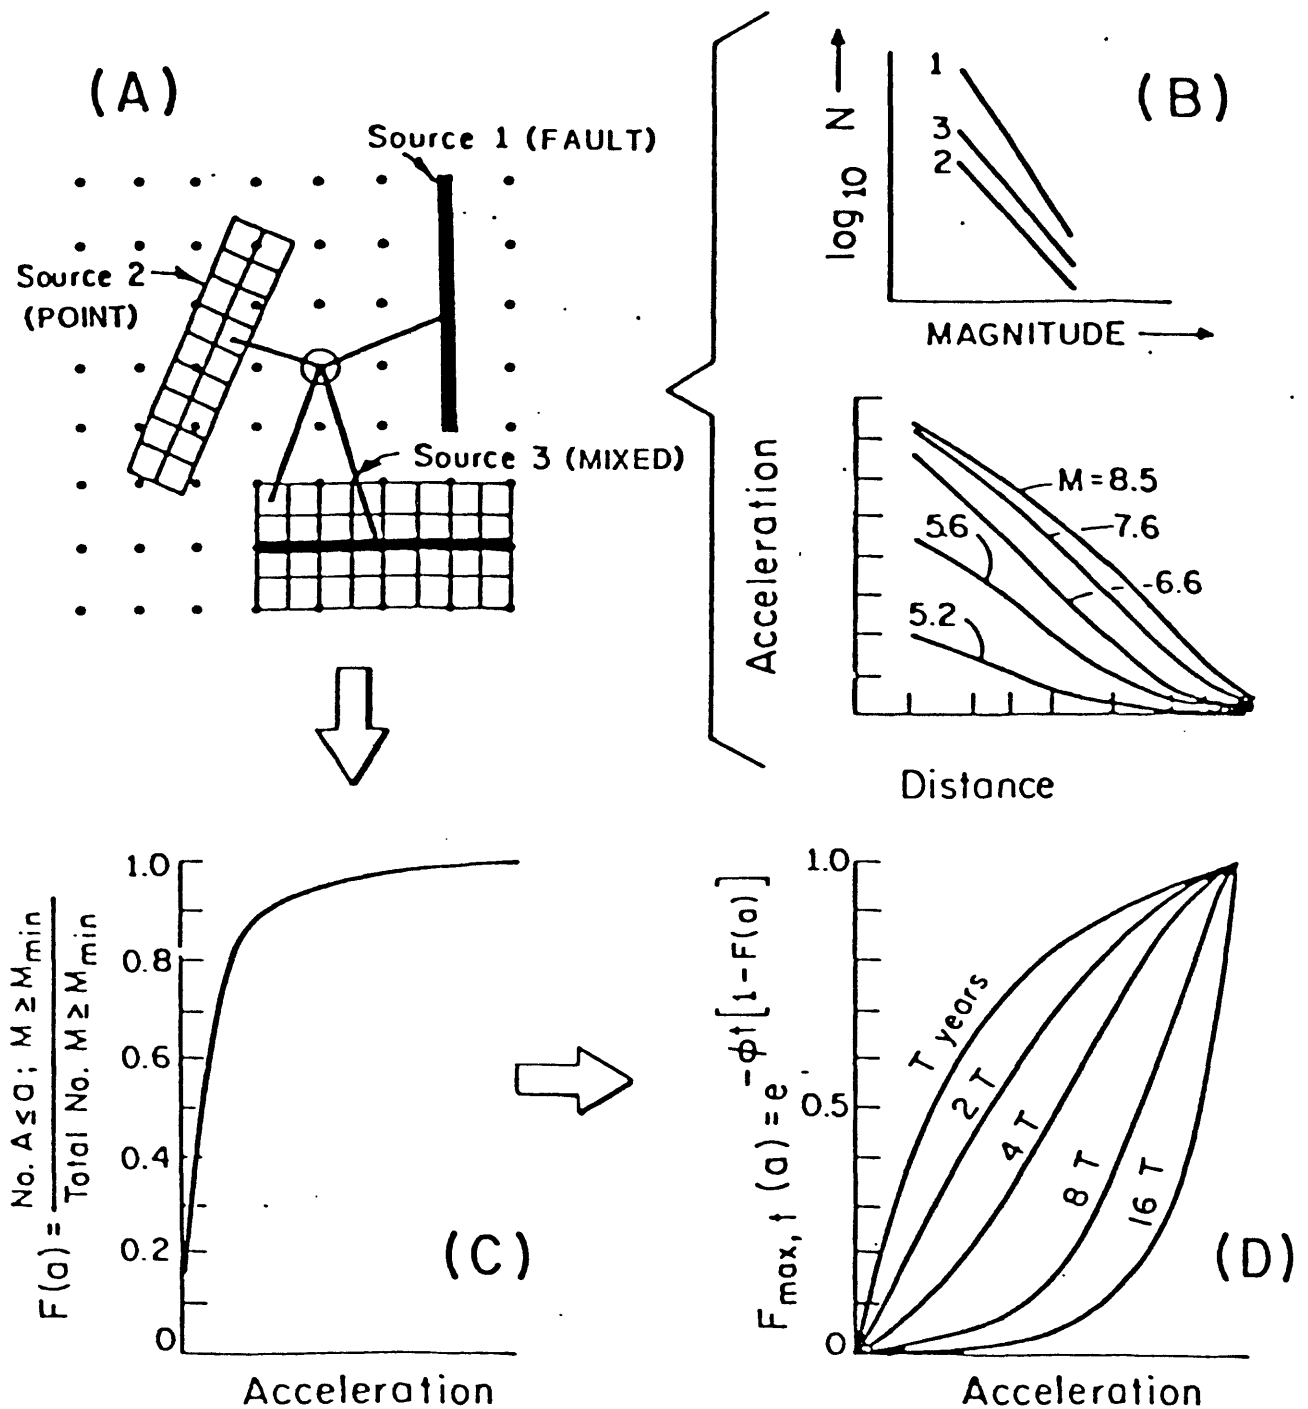 (A)
Source 1 (FAULT)
Source 2
(POINT)
Source 3 (MIXED)
(B)
log10 N
1
3
2
MAGNITUDE
Acceleration
M=8.5
7.6
6.6
5.6
5.2
Distance
F(a) = No. A ≤ a; M ≥ Mmin
Total No. M ≥ Mmin
1.0
0.8
0.6
0.4
0.2
0
(C)
Acceleration
Fmax, t (a) = e^-ϕt[1-F(a)]
1.0
0.5
0
T years
2T
4T
8T
16T
(D)
Acceleration